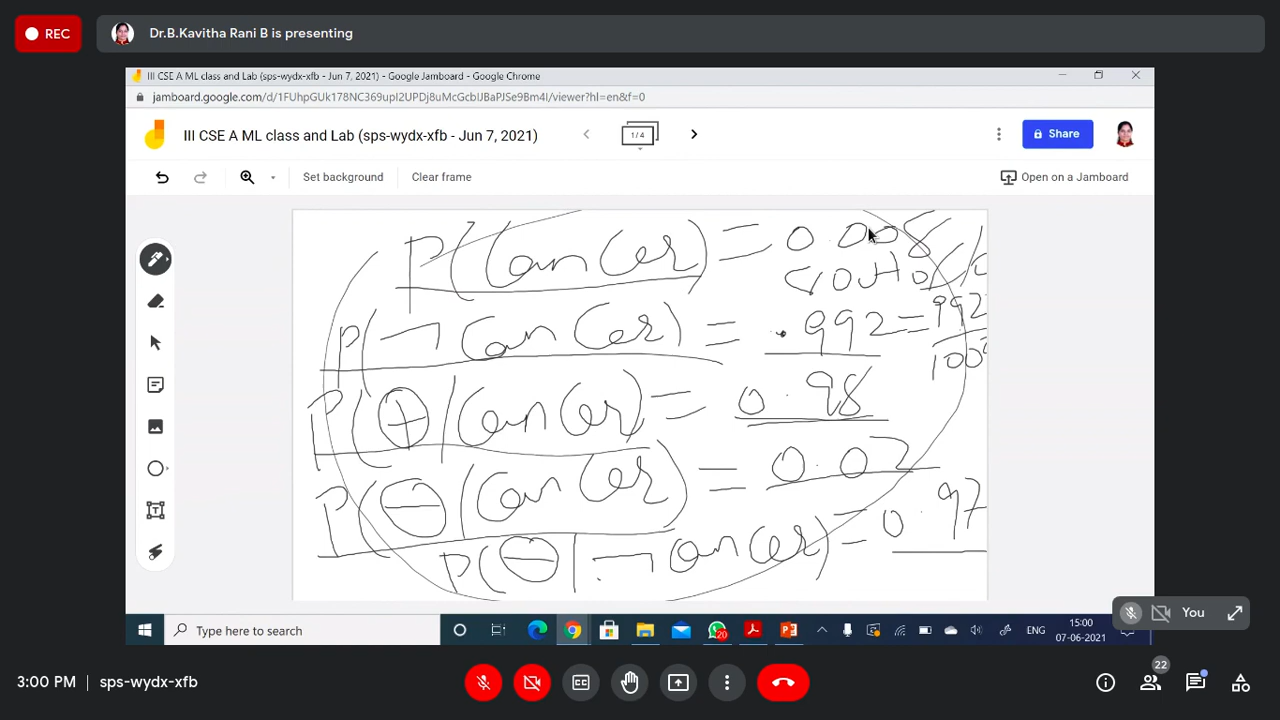 REC
Dr.B.Kavitha Rani B is presenting
III CSE A ML class and Lab (sps-wydx-xfb - Jun 7, 2021) - Google Jamboard - Google Chrome
jamboard.google.com/d/1FUhpGUk178NC369upI2UPDj8uMcGcbIJBaPJSe9Bm4I/viewer?hl=en&f=0
III CSE A ML class and Lab (sps-wydx-xfb - Jun 7, 2021)
1/4
Share
Set background
Clear frame
Open on a Jamboard
P(Cancer) = 0.008
P(¬Cancer) = .992 = 992
100
P(⊕|Cancer) = 0.98
P(⊖|Cancer) = 0.02
P(⊖|¬Cancer) = 0.97
You
Type here to search
20
ENG
15:00
07-06-2021
3:00 PM | sps-wydx-xfb
22